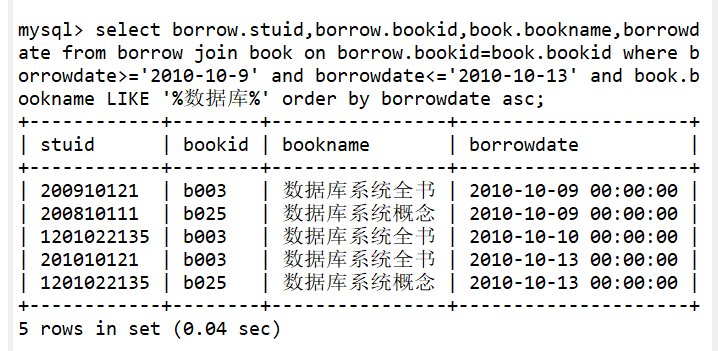 mysql> select borrow.stuid,borrow.bookid,book.bookname,borrowd
ate from borrow join book on borrow.bookid=book.bookid where b
orrowdate>='2010-10-9' and borrowdate<='2010-10-13' and book.b
ookname LIKE '%数据库%' order by borrowdate asc;
+------------+--------+----------------+---------------------+
| stuid      | bookid | bookname       | borrowdate          |
+------------+--------+----------------+---------------------+
| 200910121  | b003   | 数据库系统全书 | 2010-10-09 00:00:00 |
| 200810111  | b025   | 数据库系统概念 | 2010-10-09 00:00:00 |
| 1201022135 | b003   | 数据库系统全书 | 2010-10-10 00:00:00 |
| 201010121  | b003   | 数据库系统全书 | 2010-10-13 00:00:00 |
| 1201022135 | b025   | 数据库系统概念 | 2010-10-13 00:00:00 |
+------------+--------+----------------+---------------------+
5 rows in set (0.04 sec)